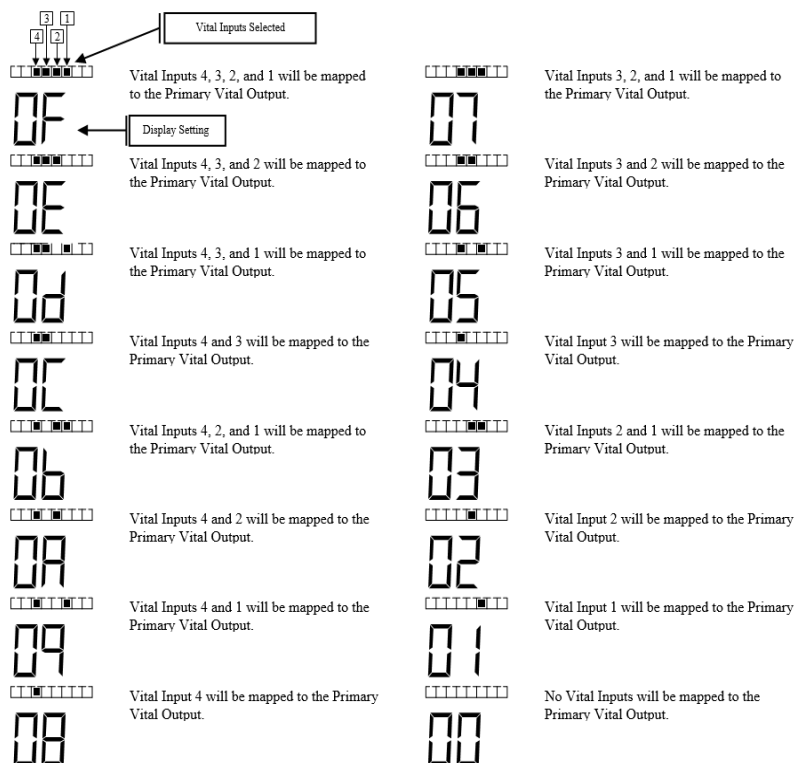 3 1
4 2
Vital Inputs Selected
Vital Inputs 4, 3, 2, and 1 will be mapped
to the Primary Vital Output.
0F
Display Setting
Vital Inputs 4, 3, and 2 will be mapped to
the Primary Vital Output.
0E
Vital Inputs 4, 3, and 1 will be mapped to
the Primary Vital Output.
0d
Vital Inputs 4 and 3 will be mapped to the
Primary Vital Output.
0C
Vital Inputs 4, 2, and 1 will be mapped to
the Primary Vital Output.
0b
Vital Inputs 4 and 2 will be mapped to the
Primary Vital Output.
0A
Vital Inputs 4 and 1 will be mapped to the
Primary Vital Output.
09
Vital Input 4 will be mapped to the Primary
Vital Output.
08
Vital Inputs 3, 2, and 1 will be mapped to
the Primary Vital Output.
07
Vital Inputs 3 and 2 will be mapped to the
Primary Vital Output.
06
Vital Inputs 3 and 1 will be mapped to the
Primary Vital Output.
05
Vital Input 3 will be mapped to the Primary
Vital Output.
04
Vital Inputs 2 and 1 will be mapped to the
Primary Vital Output.
03
Vital Input 2 will be mapped to the Primary
Vital Output.
02
Vital Input 1 will be mapped to the Primary
Vital Output.
01
No Vital Inputs will be mapped to the
Primary Vital Output.
00